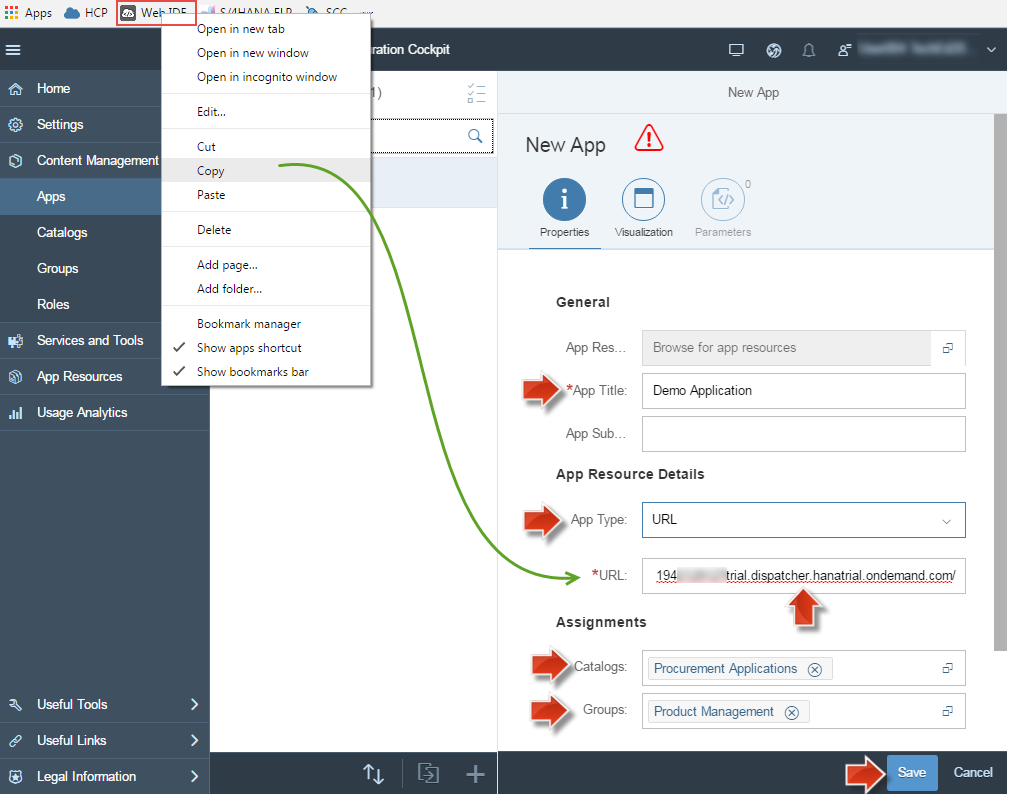 Apps HCP Web IDE S/4HANA FLP SCC
Open in new tab
Open in new window
Open in incognito window
Edit...
Cut
Copy
Paste
Delete
Add page...
Add folder...
Bookmark manager
Show apps shortcut
Show bookmarks bar
Home
Settings
Content Management
Apps
Catalogs
Groups
Roles
Services and Tools
App Resources
Usage Analytics
Useful Tools
Useful Links
Legal Information
uration Cockpit
1)
New App
New App
i
Properties
Visualization
0
Parameters
General
App Res... Browse for app resources
*App Title: Demo Application
App Sub...
App Resource Details
App Type: URL
*URL: 194 trial.dispatcher.hanatrial.ondemand.com/
Assignments
Catalogs: Procurement Applications
Groups: Product Management
Save Cancel